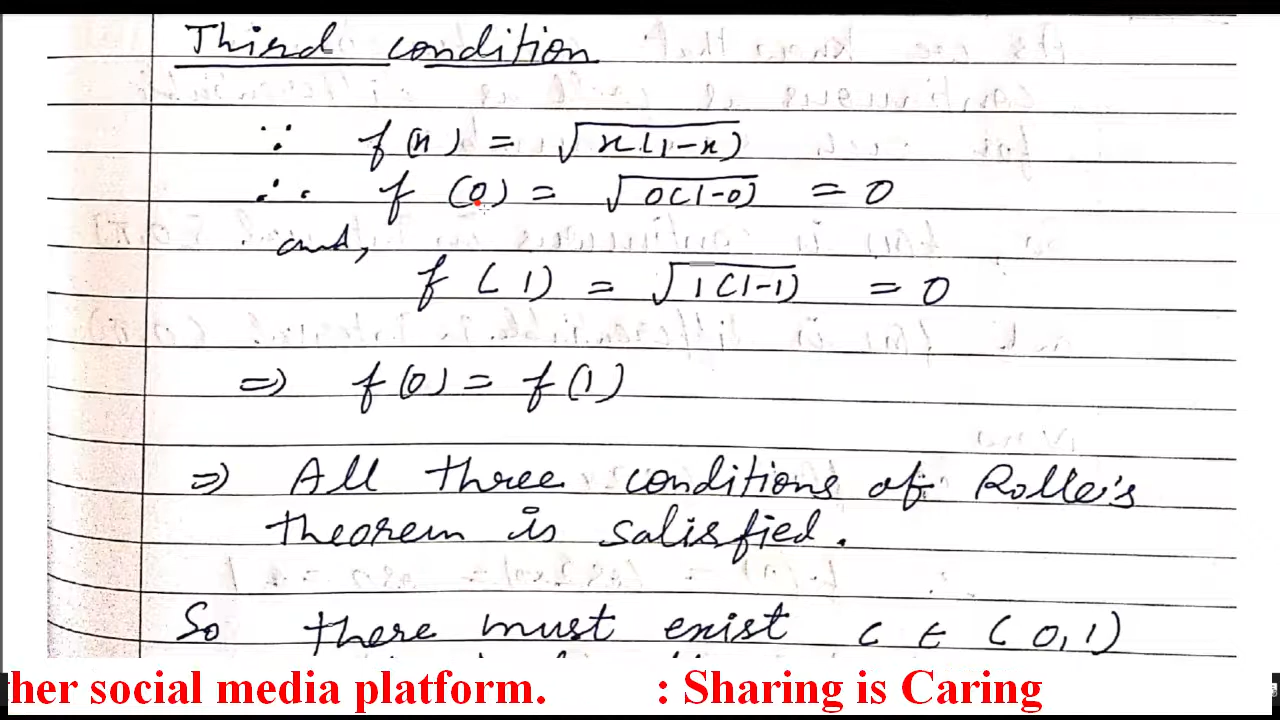 Third condition
∵ f(x) = √x(1-x)
∴ f (0) = √0(1-0) = 0
and,
f (1) = √1(1-1) = 0
⇒ f(0) = f(1)
⇒ All three conditions of Rolle's
theorem is satisfied.
So there must exist c ∈ (0,1)
her social media platform. : Sharing is Caring